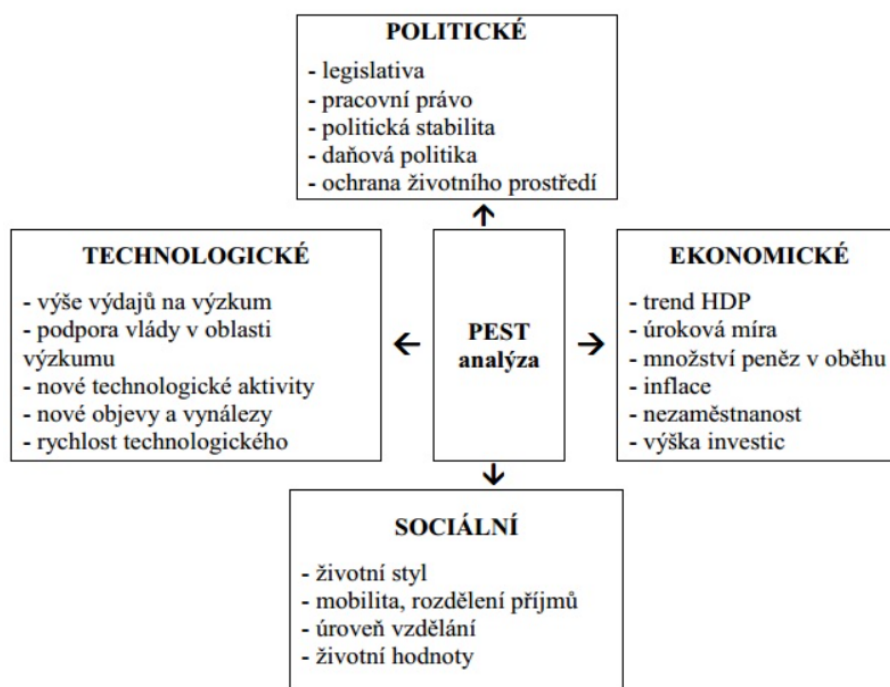 POLITICKÉ
- legislativa
- pracovní právo
- politická stabilita
- daňová politika
- ochrana životního prostředí
TECHNOLOGICKÉ
- výše výdajů na výzkum
- podpora vlády v oblasti
výzkumu
- nové technologické aktivity
- nové objevy a vynálezy
- rychlost technologického
PEST
analýza
EKONOMICKÉ
- trend HDP
- úroková míra
- množství peněz v oběhu
- inflace
- nezaměstnanost
- výška investic
SOCIÁLNÍ
- životní styl
- mobilita, rozdělení příjmů
- úroveň vzdělání
- životní hodnoty